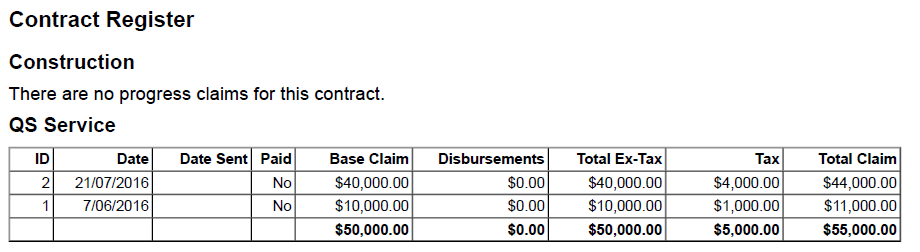 Contract Register
Construction
There are no progress claims for this contract.
QS Service
ID Date Date Sent Paid Base Claim Disbursements Total Ex-Tax Tax Total Claim
2 21/07/2016 No $40,000.00 $0.00 $40,000.00 $4,000.00 $44,000.00
1 7/06/2016 No $10,000.00 $0.00 $10,000.00 $1,000.00 $11,000.00
$50,000.00 $0.00 $50,000.00 $5,000.00 $55,000.00